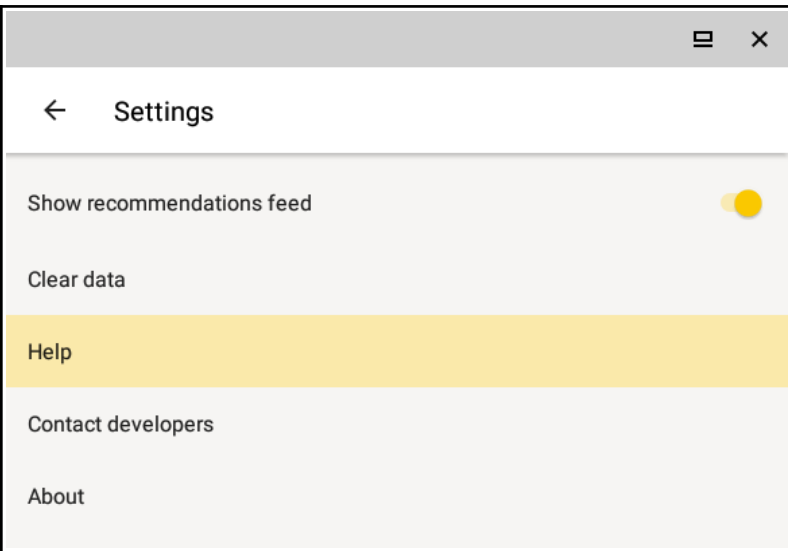 Settings
Show recommendations feed
Clear data
Help
Contact developers
About